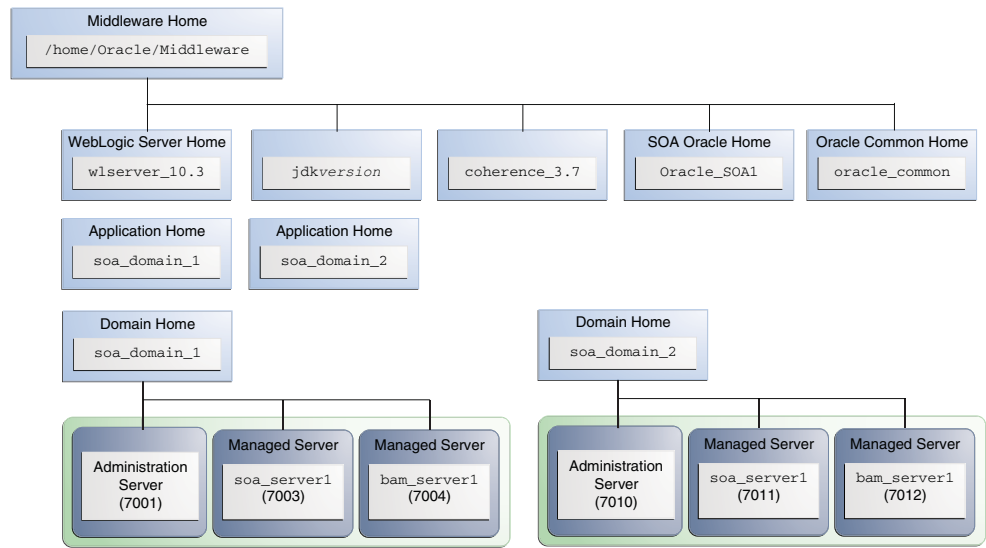 Middleware Home
/home/Oracle/Middleware
WebLogic Server Home
wlserver_10.3
jdkversion
coherence_3.7
SOA Oracle Home
Oracle_SOA1
Oracle Common Home
oracle_common
Application Home
soa_domain_1
Application Home
soa_domain_2
Domain Home
soa_domain_1
Administration
Server
(7001)
Managed Server
soa_server1
(7003)
Managed Server
bam_server1
(7004)
Domain Home
soa_domain_2
Administration
Server
(7010)
Managed Server
soa_server1
(7011)
Managed Server
bam_server1
(7012)